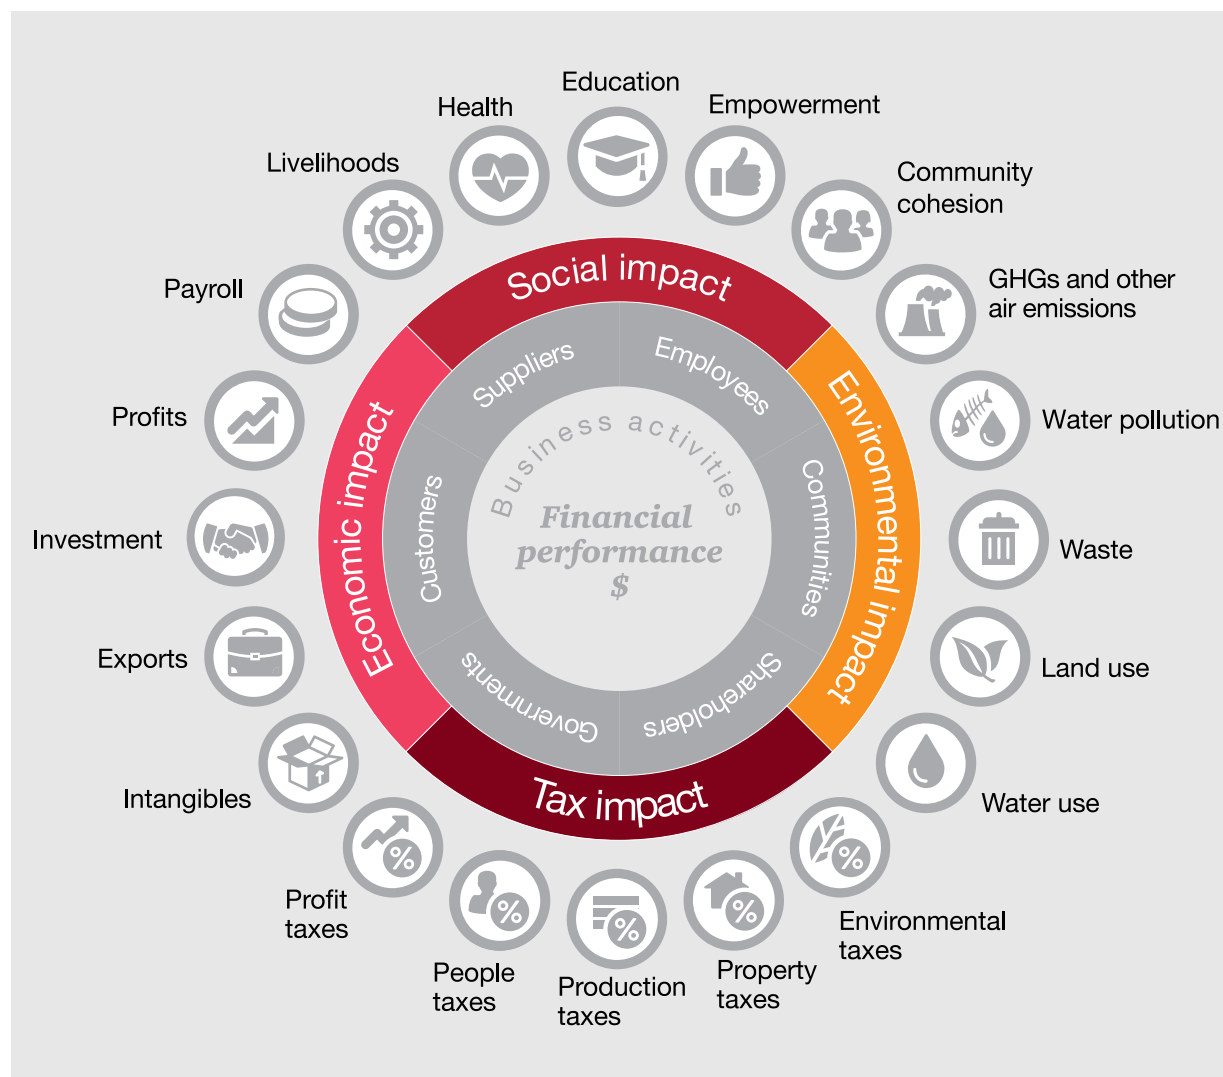 Education
Health
Empowerment
Livelihoods
Community
cohesion
Payroll
GHGs and other
air emissions
Profits
Water pollution
Investment
Waste
Exports
Land use
Intangibles
Water use
Profit
taxes
People
taxes
Production
taxes
Property
taxes
Environmental
taxes
Social impact
Environmental impact
Tax impact
Economic impact
Suppliers
Employees
Communities
Shareholders
Governments
Customers
Business activities
Financial
performance
$
%
%
%
%
%